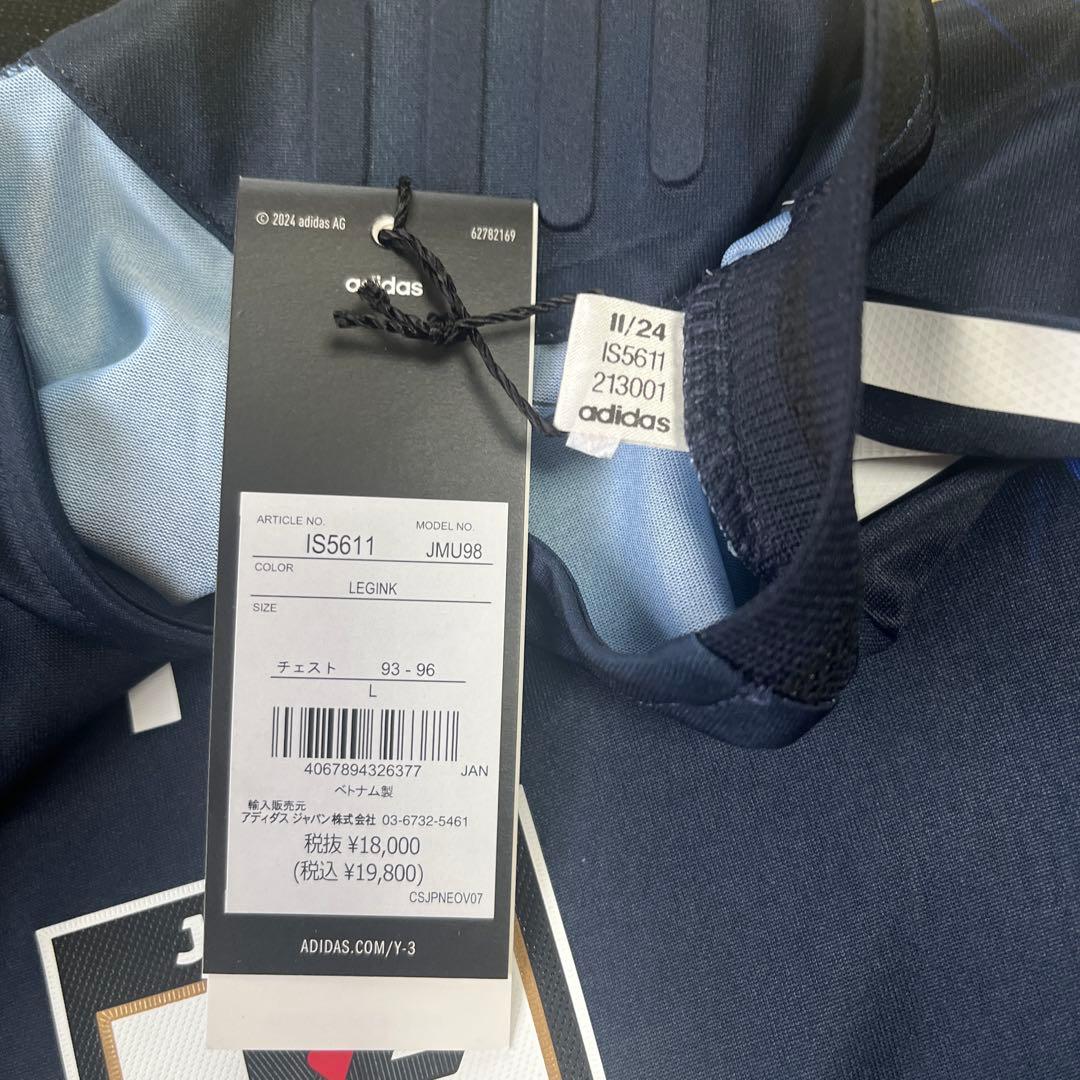 © 2024 adidas AG
62782169
adidas
ARTICLE NO.
MODEL NO.
IS5611
JMU98
COLOR
LEGINK
SIZE
チェスト 93 - 96
L
4067894326377 JAN
ベトナム製
輸入販売元
アディダス ジャパン株式会社 03-6732-5461
税抜 ¥18,000
(税込 ¥19,800)
CSJPNEOV07
ADIDAS.COM/Y-3
11/24
IS5611
213001
adidas
J